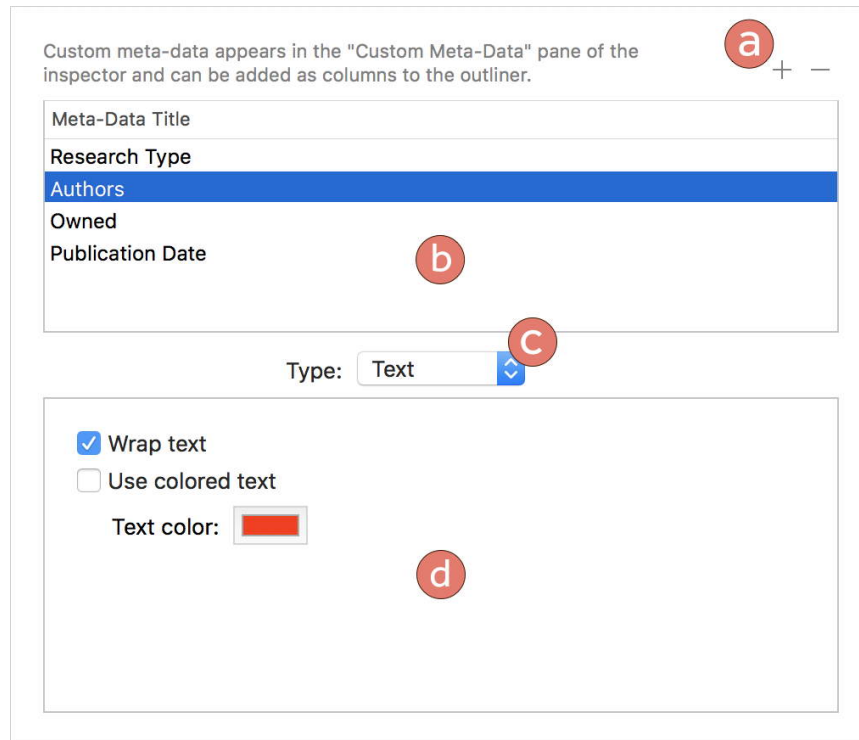 Custom meta-data appears in the "Custom Meta-Data" pane of the
inspector and can be added as columns to the outliner.
a
+ −
Meta-Data Title
Research Type
Authors
Owned
Publication Date
b
c
Type: Text
Wrap text
Use colored text
Text color:
d